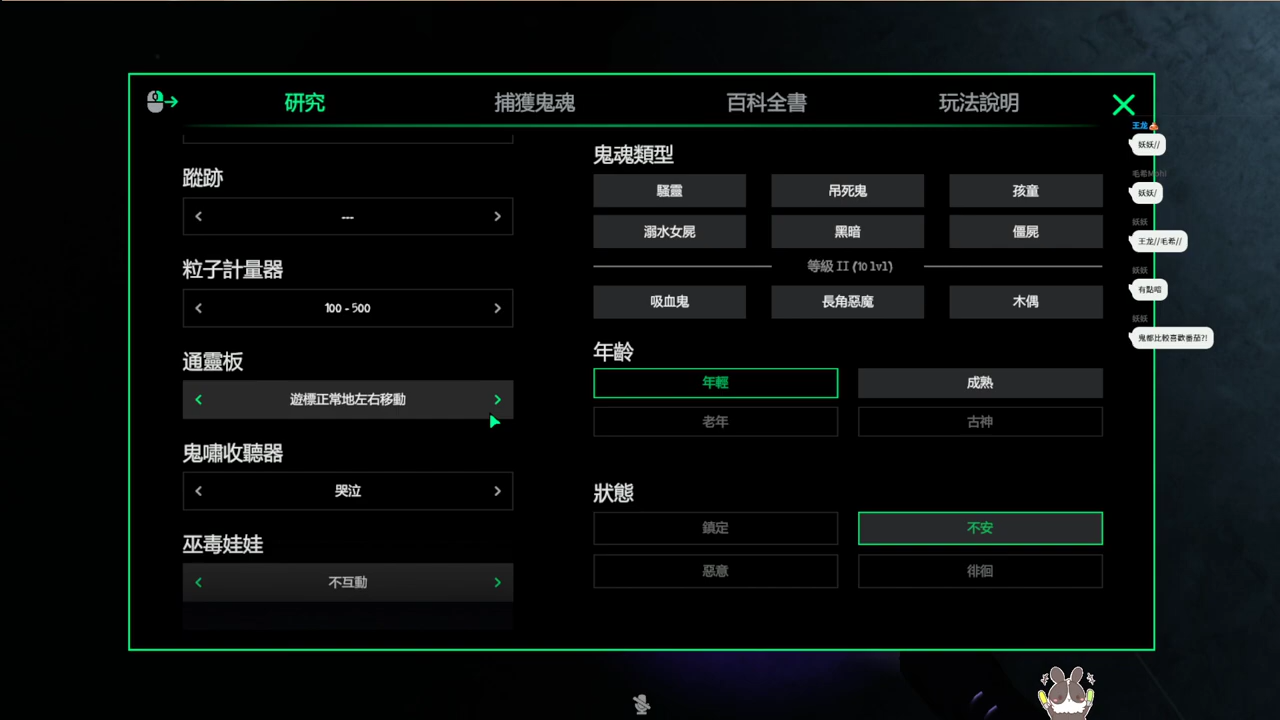 研究
捕獲鬼魂
百科全書
玩法說明
蹤跡
---
粒子計量器
100 - 500
通靈板
遊標正常地左右移動
鬼嘯收聽器
哭泣
巫毒娃娃
不互動
鬼魂類型
騷靈
吊死鬼
孩童
溺水女屍
黑暗
僵屍
等級 II (10 lvl)
吸血鬼
長角惡魔
木偶
年齡
年輕
成熟
老年
古神
狀態
鎮定
不安
惡意
徘徊
王龙
妖妖//
毛希Mohi
妖妖/
妖妖
王龙//毛希//
妖妖
有點暗
妖妖
鬼都比較喜歡番茄?!